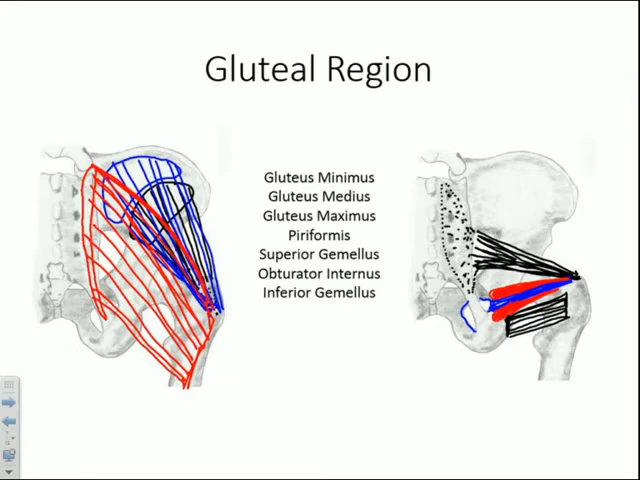 Gluteal Region
Gluteus Minimus
Gluteus Medius
Gluteus Maximus
Piriformis
Superior Gemellus
Obturator Internus
Inferior Gemellus